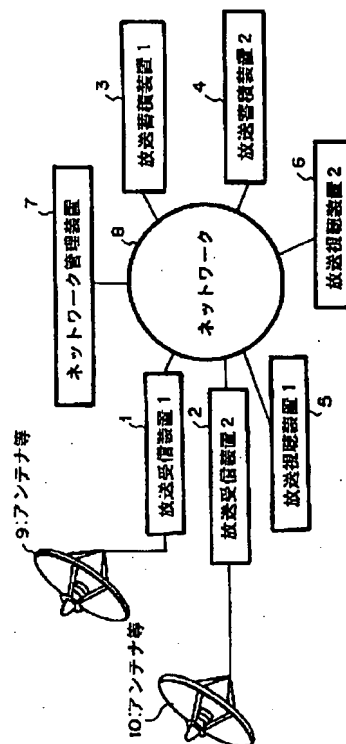 9:アンテナ等
10:アンテナ等
7
ネットワーク管理装置
1
放送受信装置1
2
放送受信装置2
8
ネットワーク
3
放送蓄積装置1
4
放送蓄積装置2
5
放送視聴装置1
6
放送視聴装置2